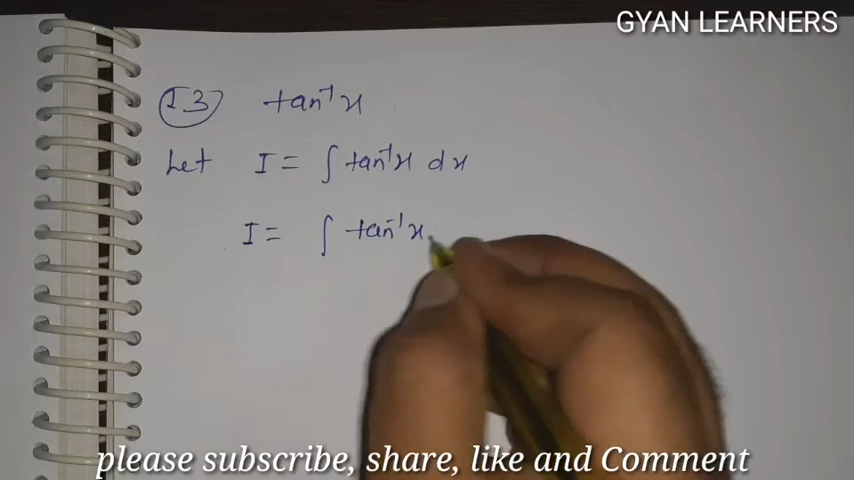 GYAN LEARNERS
13 tan⁻¹x
Let I = ∫ tan⁻¹x dx
I = ∫ tan⁻¹x
please subscribe, share, like and Comment